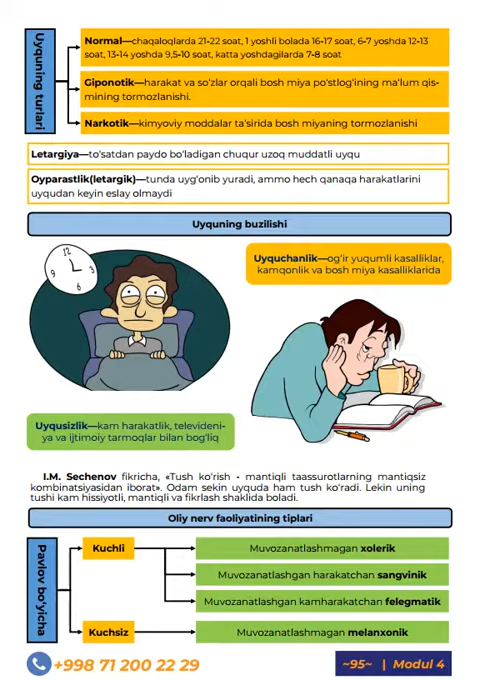 Uyquning turlari
Normal—chaqaloqlarda 21-22 soat, 1 yoshli bolada 16-17 soat, 6-7 yoshda 12-13
soat, 13-14 yoshda 9,5-10 soat, katta yoshdagilarda 7-8 soat
Giponotik—harakat va so‘zlar orqali bosh miya po‘stlog‘ining ma’lum qis-
mining tormozlanishi.
Narkotik—kimyoviy moddalar ta’sirida bosh miyaning tormozlanishi
Letargiya—to‘satdan paydo bo‘ladigan chuqur uzoq muddatli uyqu
Oyparastlik(letargik)—tunda uyg‘onib yuradi, ammo hech qanaqa harakatlarini
uyqudan keyin eslay olmaydi
Uyquning buzilishi
12
3
6
9
Uyquchanlik—og‘ir yuqumli kasalliklar,
kamqonlik va bosh miya kasalliklarida
Uyqusizlik—kam harakatlik, televideni-
ya va ijtimoiy tarmoqlar bilan bog‘liq
I.M. Sechenov fikricha, «Tush ko‘rish - mantiqli taassurotlarning mantiqsiz
kombinatsiyasidan iborat». Odam sekin uyquda ham tush ko‘radi. Lekin uning
tushi kam hissiyotli, mantiqli va fikrlash shaklida boladi.
Oliy nerv faoliyatining tiplari
Pavlov bo‘yicha
Kuchli
Muvozanatlashmagan xolerik
Muvozanatlashgan harakatchan sangvinik
Muvozanatlashgan kamharakatchan felegmatik
Kuchsiz
Muvozanatlashmagan melanxonik
+998 71 200 22 29
~95~ | Modul 4